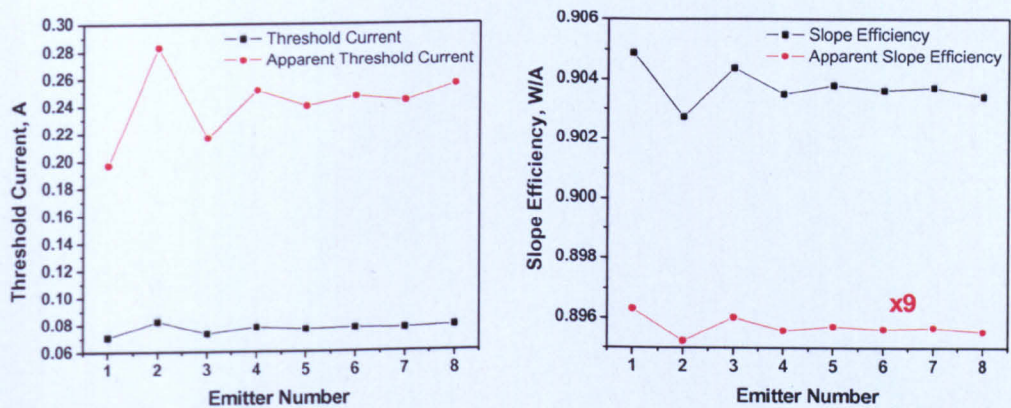 0.30
0.28
0.26
0.24
0.22
0.20
0.18
0.16
0.14
0.12
0.10
0.08
0.06
Threshold Current, A
Threshold Current
Apparent Threshold Current
1 2 3 4 5 6 7 8
Emitter Number
0.906
0.904
0.902
0.900
0.898
0.896
Slope Efficiency, W/A
Slope Efficiency
Apparent Slope Efficiency
x9
1 2 3 4 5 6 7 8
Emitter Number